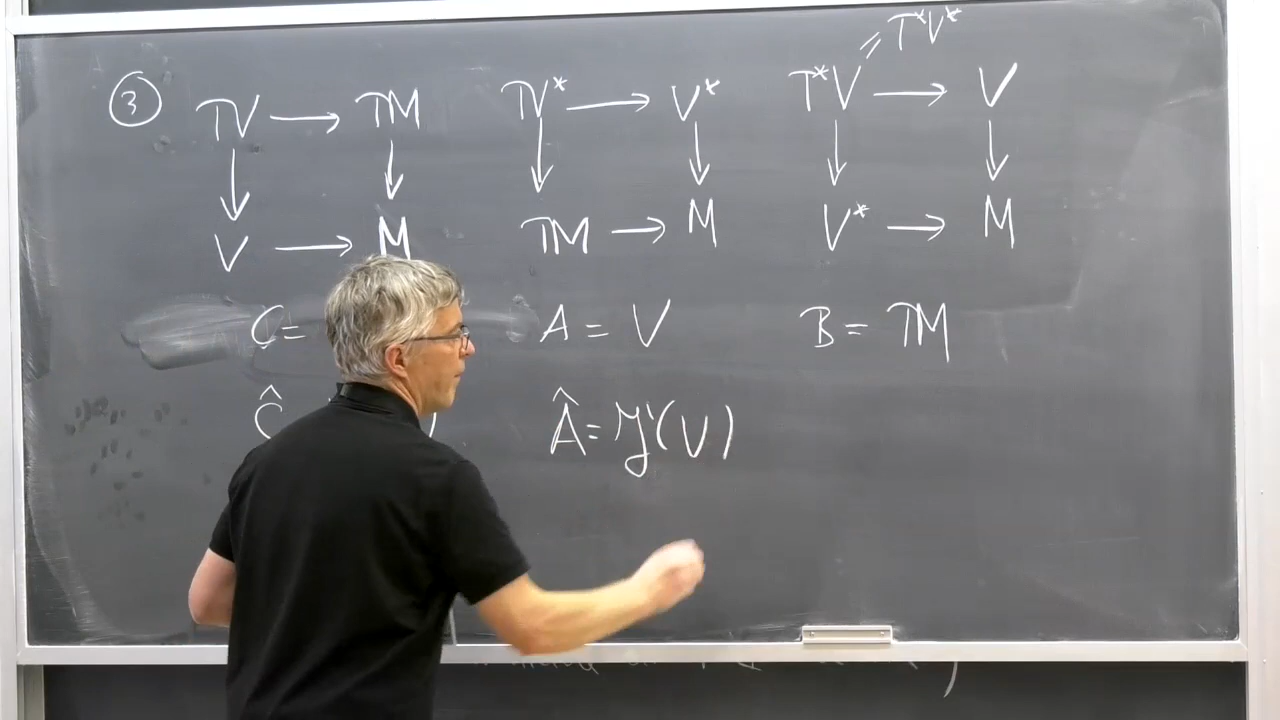 = T*V*
③ TV → TM TV* → V* T*V → V
↓ ↓ ↓ ↓ ↓ ↓
V → M TM → M V* → M
C = A = V B = TM
Ĉ ) Â = J¹(V)